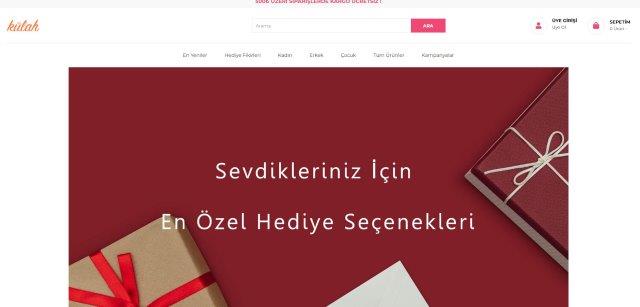 500₺ ÜZERİ SİPARİŞLERDE KARGO ÜCRETSİZ !
külah
Arama
ARA
ÜYE GİRİŞİ
Üye Ol
SEPETİM
0 Ürün
En Yeniler
Hediye Fikirleri
Kadın
Erkek
Çocuk
Tüm Ürünler
Kampanyalar
Sevdikleriniz İçin
En Özel Hediye Seçenekleri